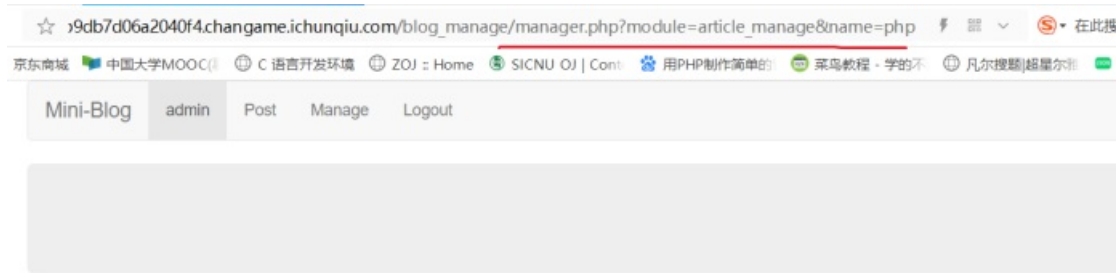 9db7d06a2040f4.changame.ichunqiu.com/blog_manage/manager.php?module=article_manage&name=php 在此搜
京东商城 中国大学MOOC( C 语言开发环境 ZOJ :: Home SICNU OJ | Cont 用PHP制作简单的 菜鸟教程 - 学的不 凡尔搜题|超星尔雅
Mini-Blog admin Post Manage Logout